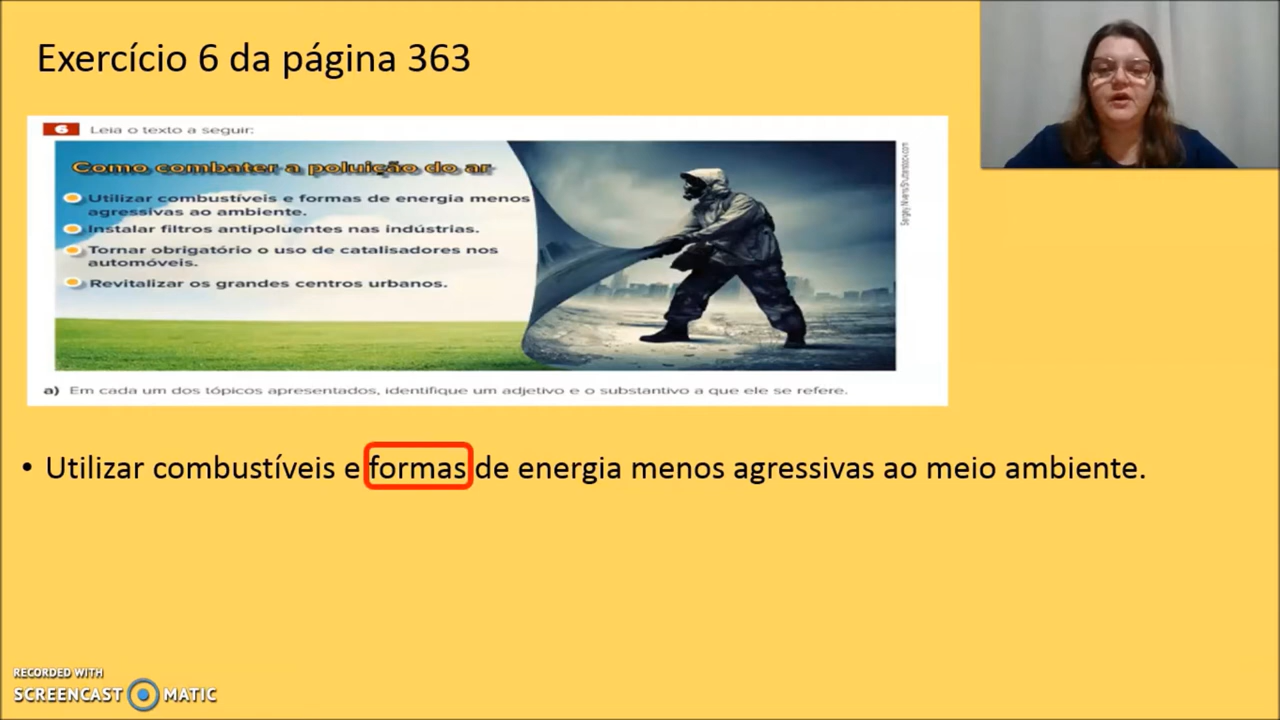 Exercício 6 da página 363
6 Leia o texto a seguir:
Como combater a poluição do ar
Utilizar combustíveis e formas de energia menos
agressivas ao ambiente.
Instalar filtros antipoluentes nas indústrias.
Tornar obrigatório o uso de catalisadores nos
automóveis.
Revitalizar os grandes centros urbanos.
a) Em cada um dos tópicos apresentados, identifique um adjetivo e o substantivo a que ele se refere.
• Utilizar combustíveis e formas de energia menos agressivas ao meio ambiente.
RECORDED WITH
SCREENCAST MATIC